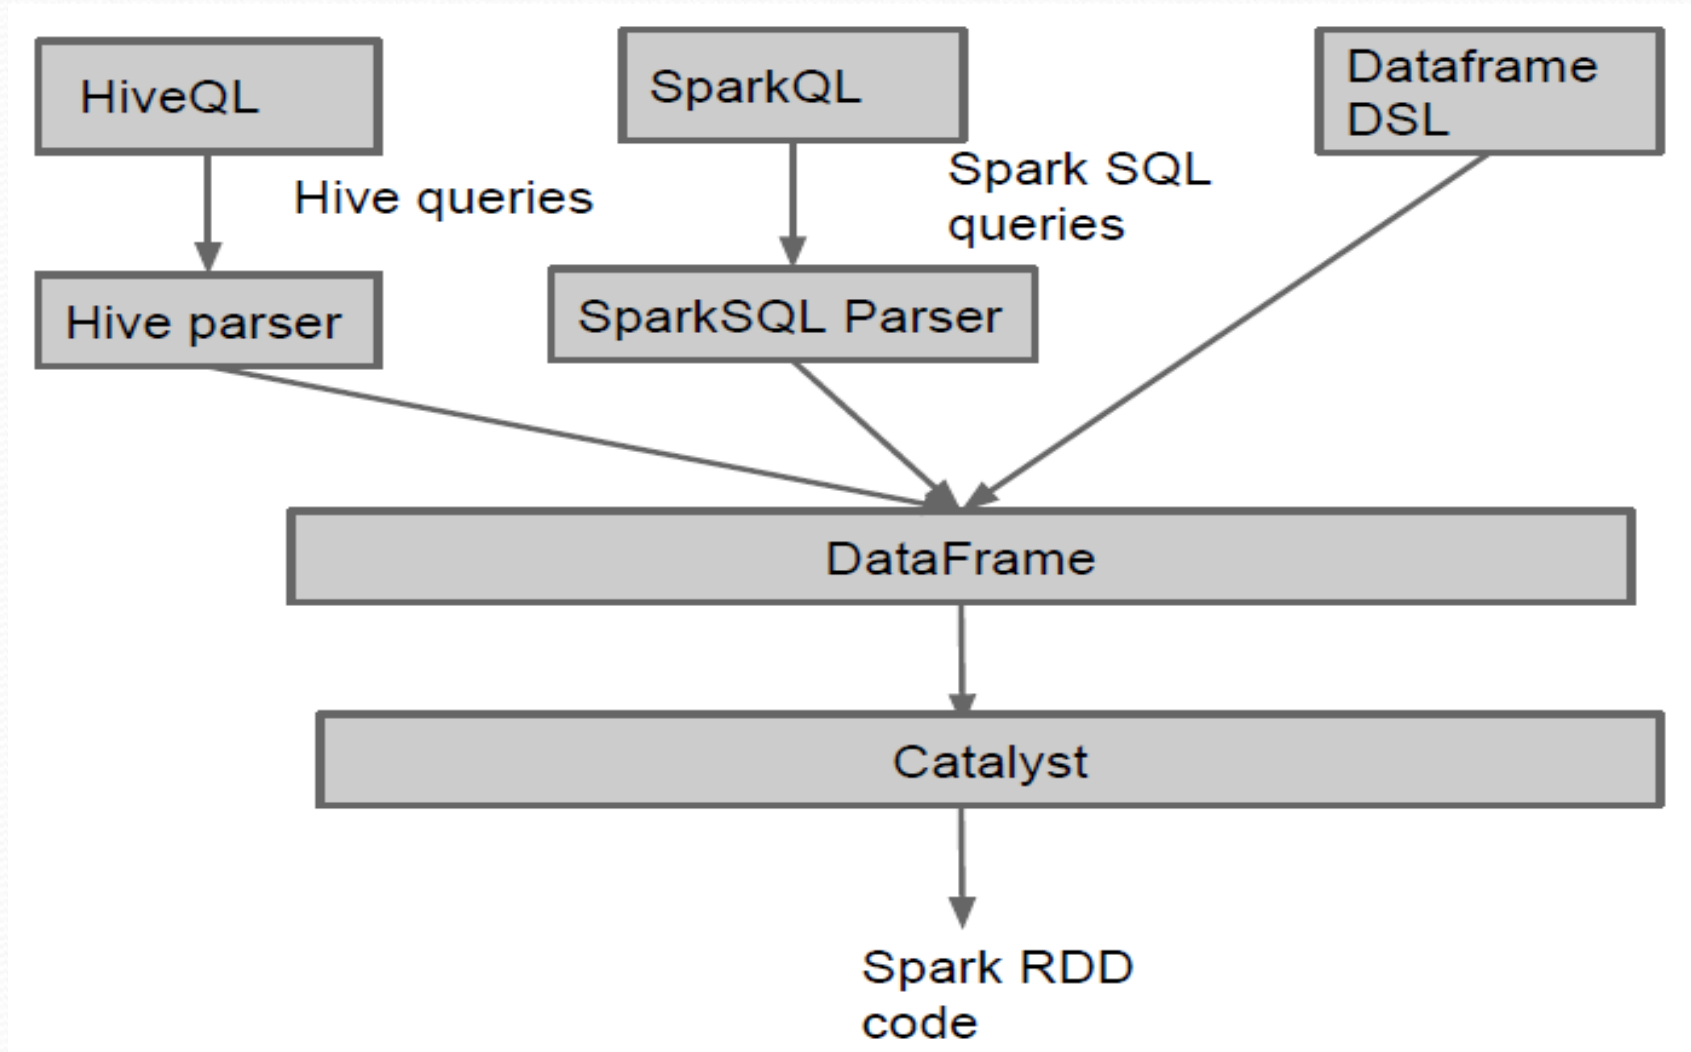 HiveQL
SparkQL
Dataframe
DSL
Hive queries
Spark SQL
queries
Hive parser
SparkSQL Parser
DataFrame
Catalyst
Spark RDD
code